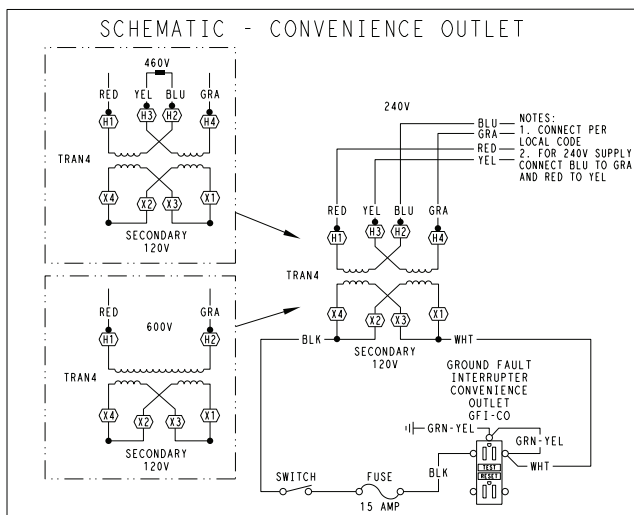 SCHEMATIC - CONVENIENCE OUTLET
460V
RED YEL BLU GRA
H1 H3 H2 H4
TRAN4
X4 X2 X3 X1
SECONDARY
120V
RED GRA
H1 600V H2
TRAN4
X4 X2 X3 X1
SECONDARY
120V
240V
BLU
GRA
RED
YEL
NOTES:
1. CONNECT PER
LOCAL CODE
2. FOR 240V SUPPLY
CONNECT BLU TO GRA
AND RED TO YEL
RED YEL BLU GRA
H1 H3 H2 H4
TRAN4
X4 X2 X3 X1
BLK WHT
SECONDARY
120V
GROUND FAULT
INTERRUPTER
CONVENIENCE
OUTLET
GFI-CO
GRN-YEL
GRN-YEL
WHT
TEST
RESET
BLK
SWITCH FUSE
15 AMP